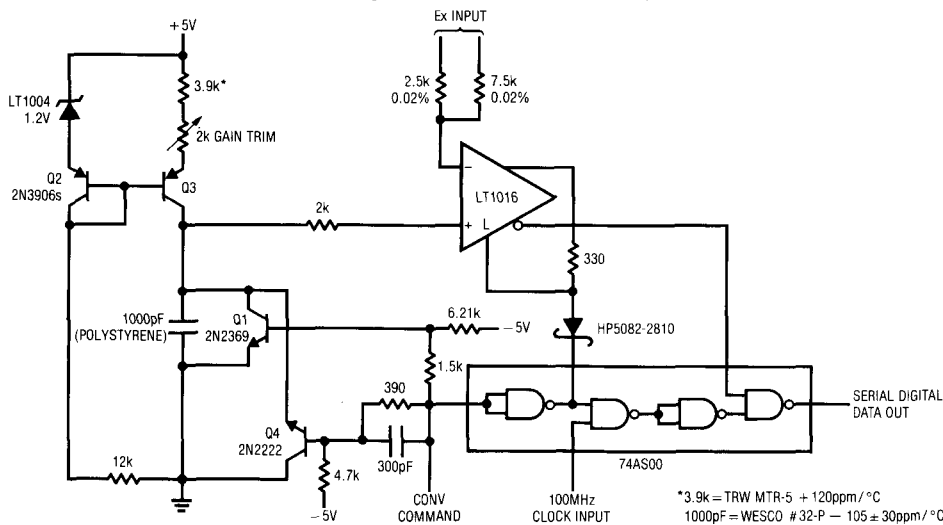 Ex INPUT
+5V
2.5k
0.02%
7.5k
0.02%
3.9k*
LT1004
1.2V
2k GAIN TRIM
Q2
2N3906s
Q3
−
LT1016
+ L
2k
330
1000pF
(POLYSTYRENE)
Q1
2N2369
6.21k
−5V
HP5082-2810
1.5k
390
SERIAL DIGITAL
DATA OUT
Q4
2N2222
300pF
74AS00
12k
4.7k
−5V
CONV
COMMAND
100MHz
CLOCK INPUT
*3.9k = TRW MTR-5 + 120ppm/°C
1000pF = WESCO #32-P − 105 ± 30ppm/°C